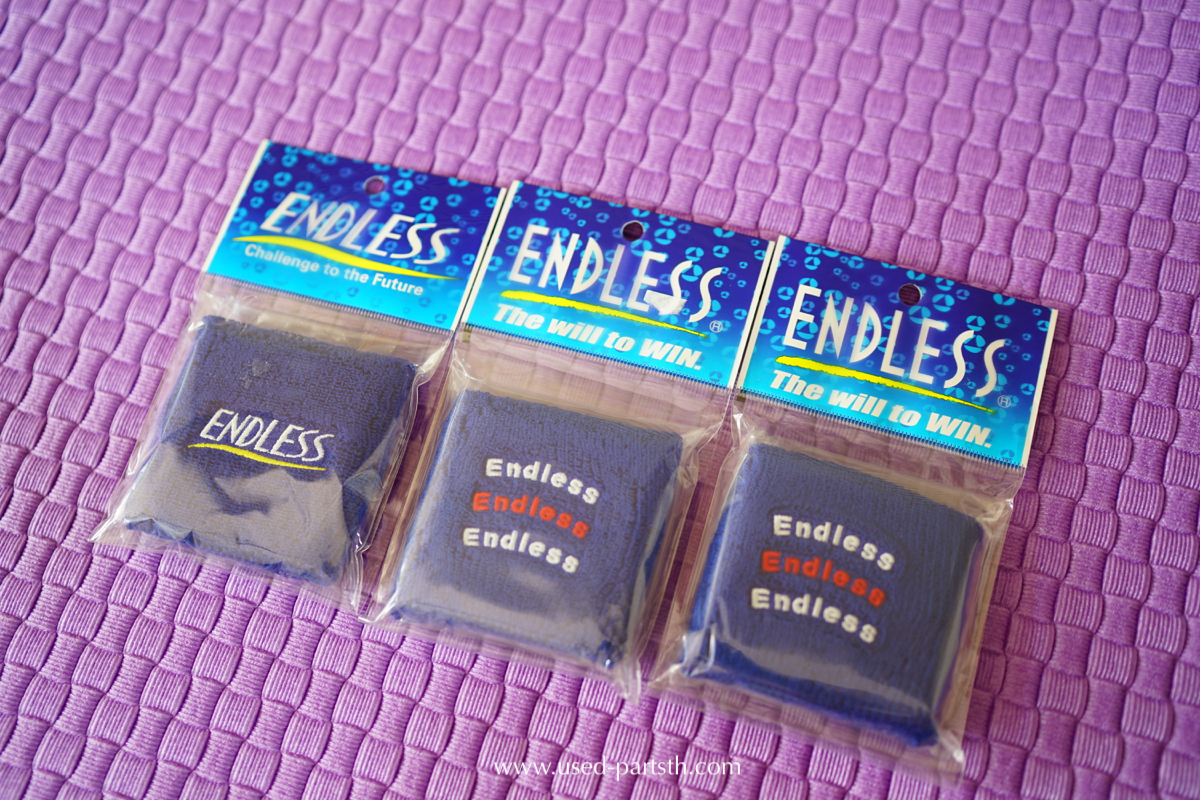 ENDLESS
Challenge to the Future
ENDLESS
ENDLESS®
The will to WIN.
Endless
Endless
Endless
ENDLESS®
The will to WIN.
Endless
Endless
Endless
www.used-partsth.com